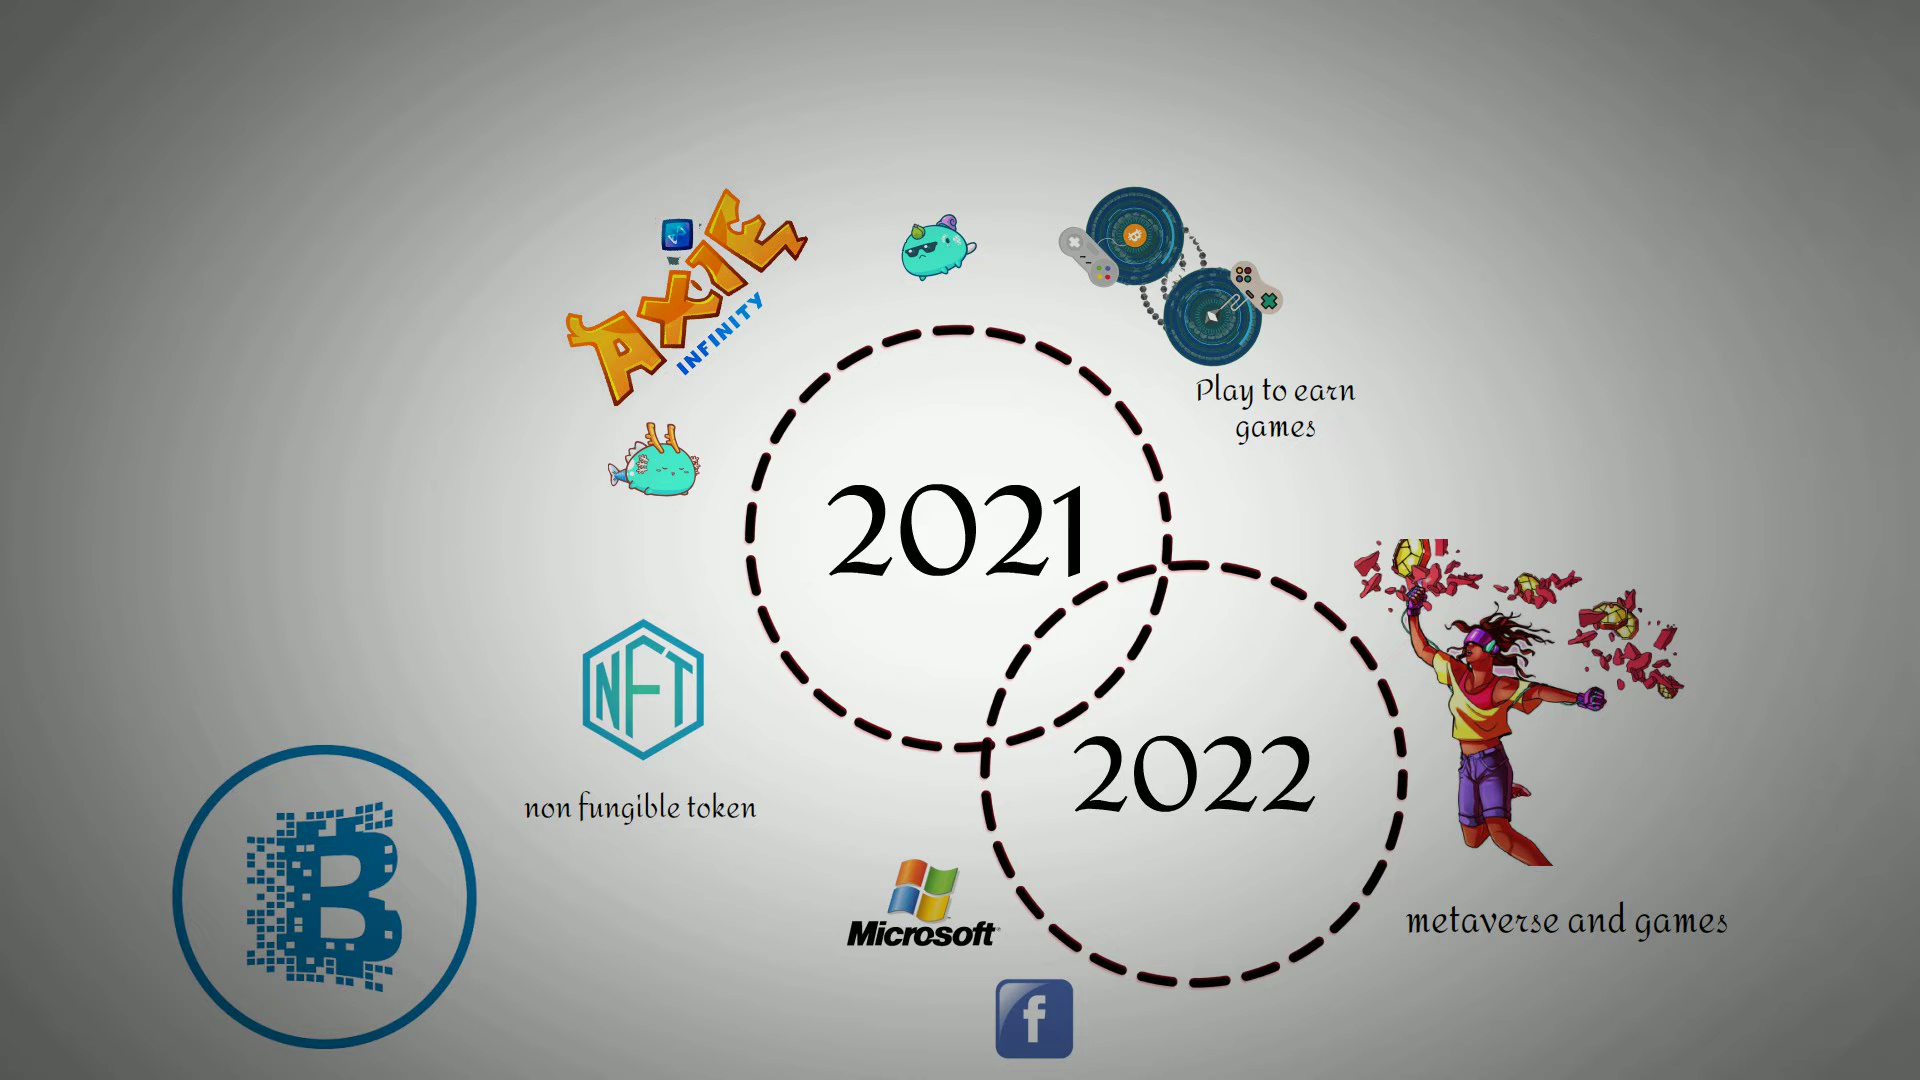 AXIE
INFINITY
Play to earn
games
2021
NFT
non fungible token
2022
Microsoft
metaverse and games
B
f